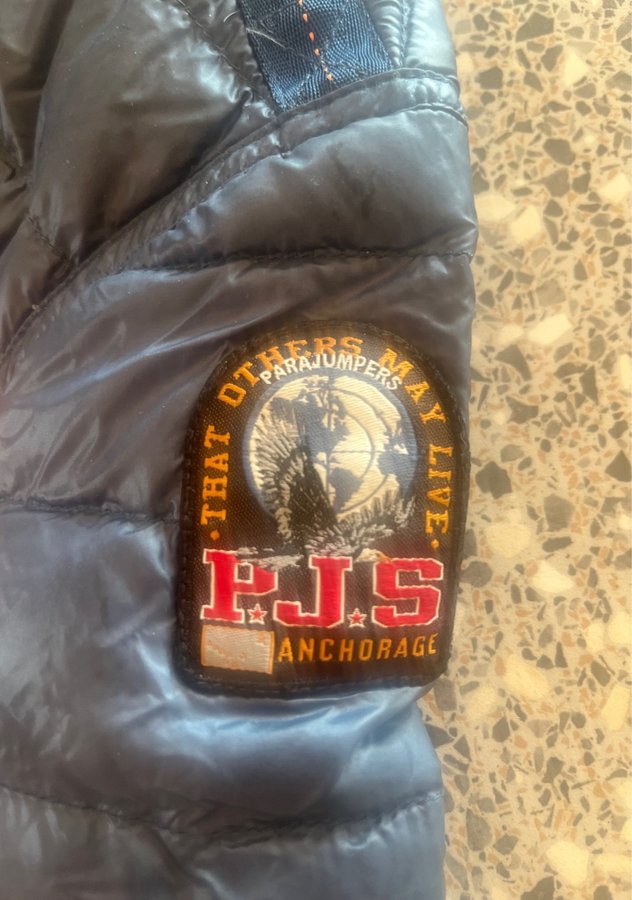 ·THAT OTHERS MAY LIVE·
PARAJUMPERS
P.J.S
ANCHORAGE